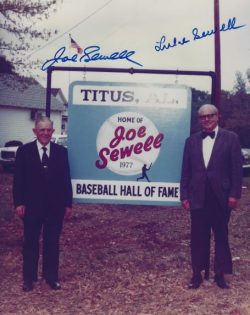 Joe Sewell
Luke Sewell
TITUS, AL.
HOME OF
Joe
Sewell
1977
BASEBALL HALL OF FAME